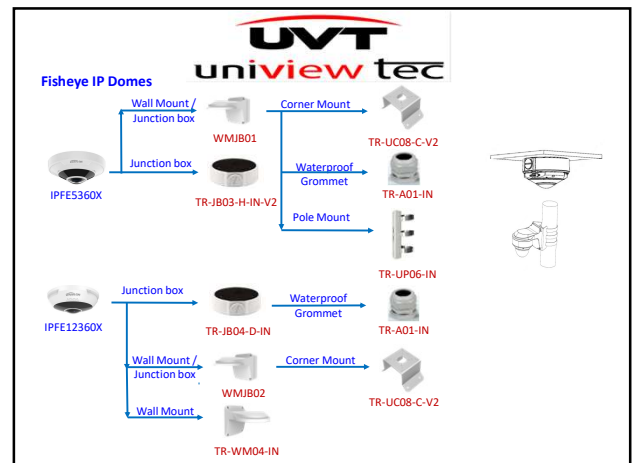 UVT
uniview tec
Fisheye IP Domes
Wall Mount /
Junction box
WMJB01
Corner Mount
TR-UC08-C-V2
IPFE5360X
Junction box
TR-JB03-H-IN-V2
Waterproof
Grommet
TR-A01-IN
Pole Mount
TR-UP06-IN
IPFE12360X
Junction box
TR-JB04-D-IN
Waterproof
Grommet
TR-A01-IN
Wall Mount /
Junction box
WMJB02
Corner Mount
TR-UC08-C-V2
Wall Mount
TR-WM04-IN